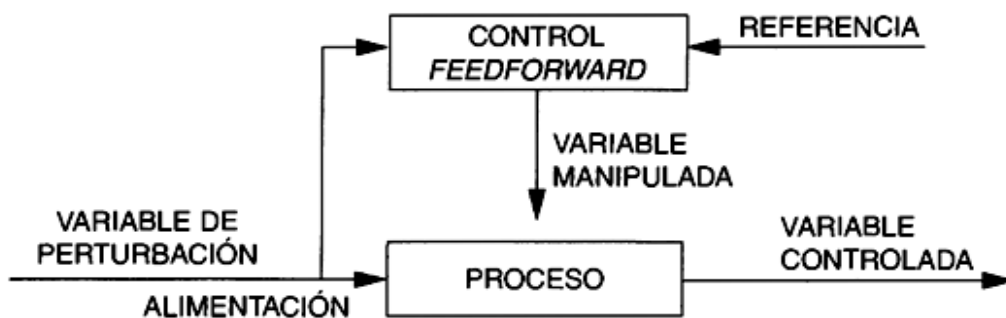 CONTROL
FEEDFORWARD
REFERENCIA
VARIABLE
MANIPULADA
VARIABLE DE
PERTURBACIÓN
ALIMENTACIÓN
PROCESO
VARIABLE
CONTROLADA